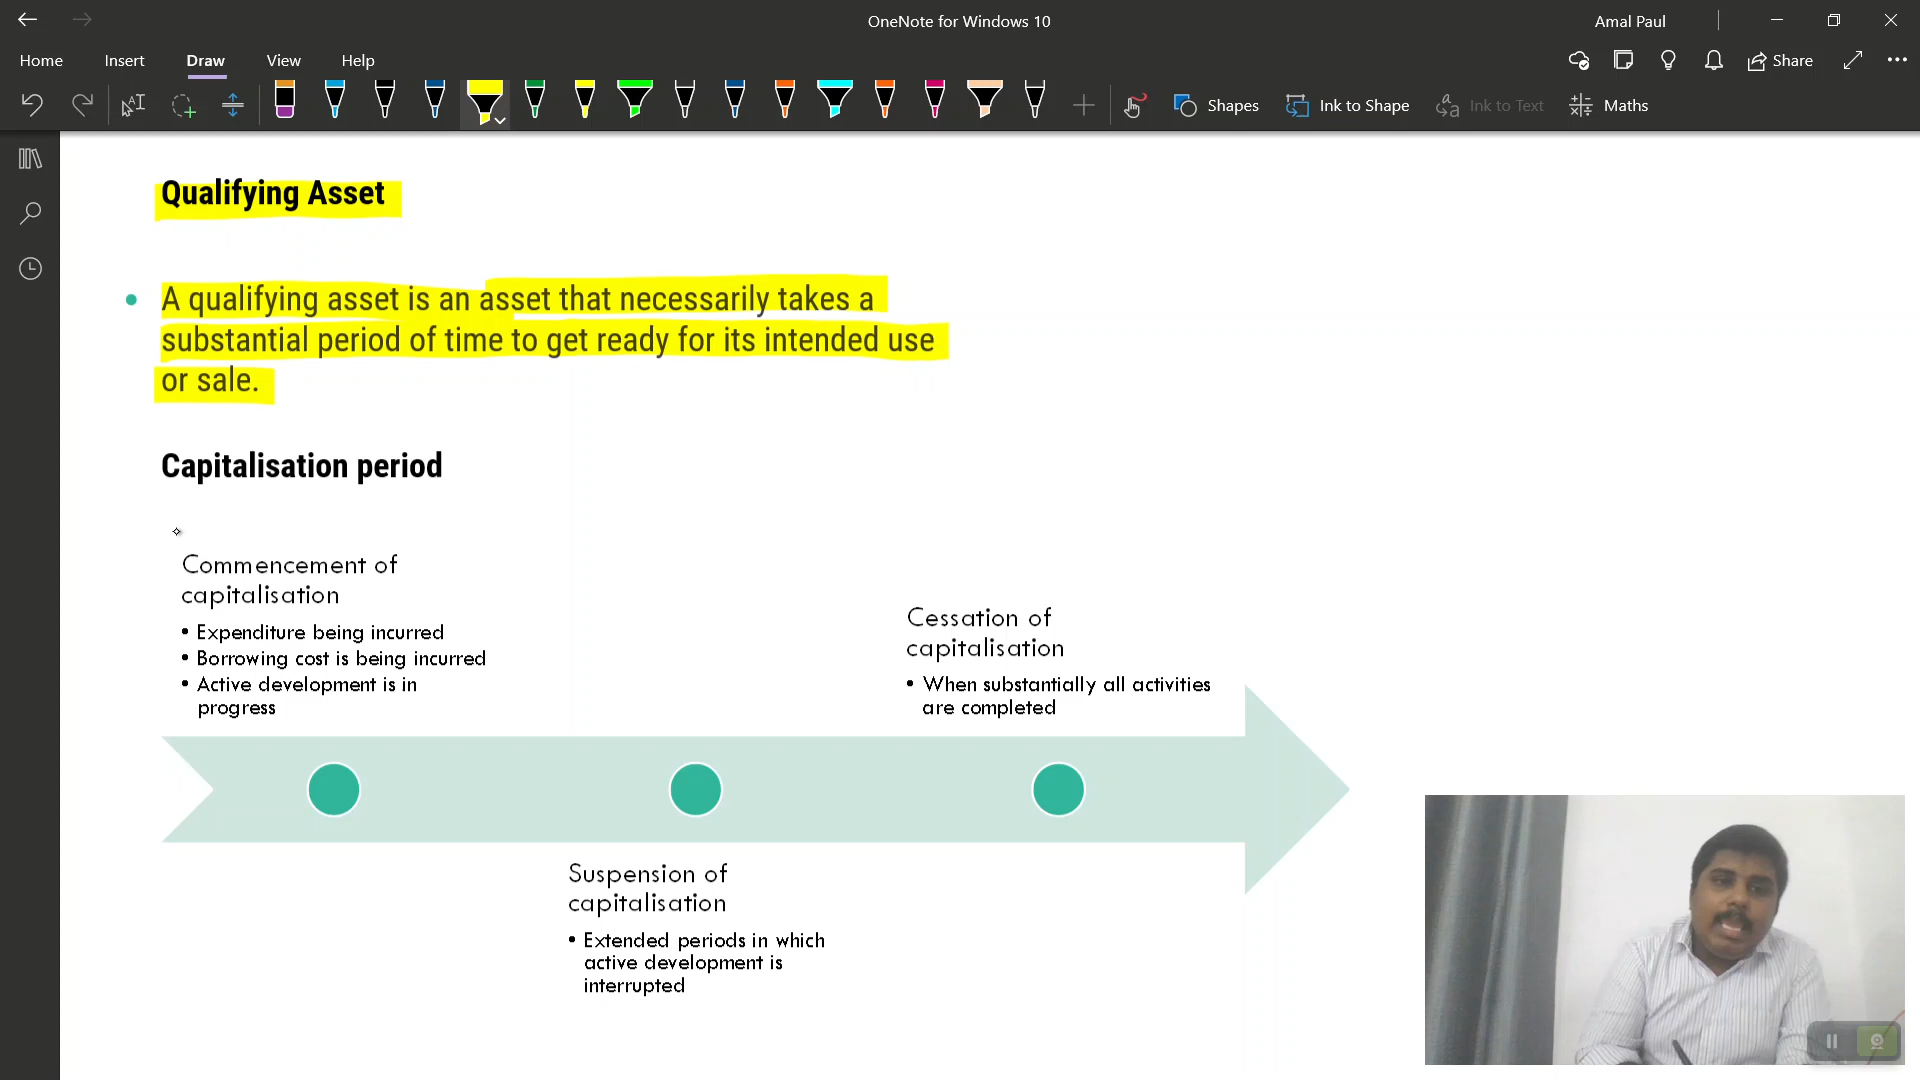 OneNote for Windows 10
Amal Paul
Home Insert Draw View Help
Share
Shapes Ink to Shape Ink to Text Maths
Qualifying Asset
• A qualifying asset is an asset that necessarily takes a
substantial period of time to get ready for its intended use
or sale.
Capitalisation period
Commencement of
capitalisation
• Expenditure being incurred
• Borrowing cost is being incurred
• Active development is in
progress
Cessation of
capitalisation
• When substantially all activities
are completed
Suspension of
capitalisation
• Extended periods in which
active development is
interrupted